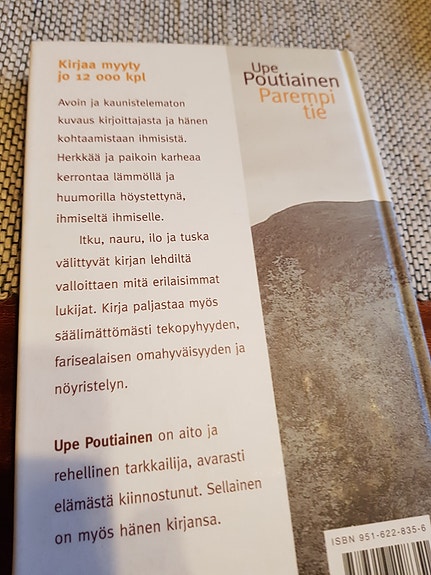 Kirjaa myyty
jo 12 000 kpl
Avoin ja kaunistelematon
kuvaus kirjoittajasta ja hänen
kohtaamistaan ihmisistä.
Herkkää ja paikoin karheaa
kerrontaa lämmöllä ja
huumorilla höystettynä,
ihmiseltä ihmiselle.
Itku, nauru, ilo ja tuska
välittyvät kirjan lehdiltä
valloittaen mitä erilaisimmat
lukijat. Kirja paljastaa myös
säälimättömästi tekopyhyyden,
farisealaisen omahyväisyyden ja
nöyristelyn.
Upe Poutiainen on aito ja
rehellinen tarkkailija, avarasti
elämästä kiinnostunut. Sellainen
on myös hänen kirjansa.
Upe
Poutiainen
Parempi
tie
ISBN 951-622-835-6